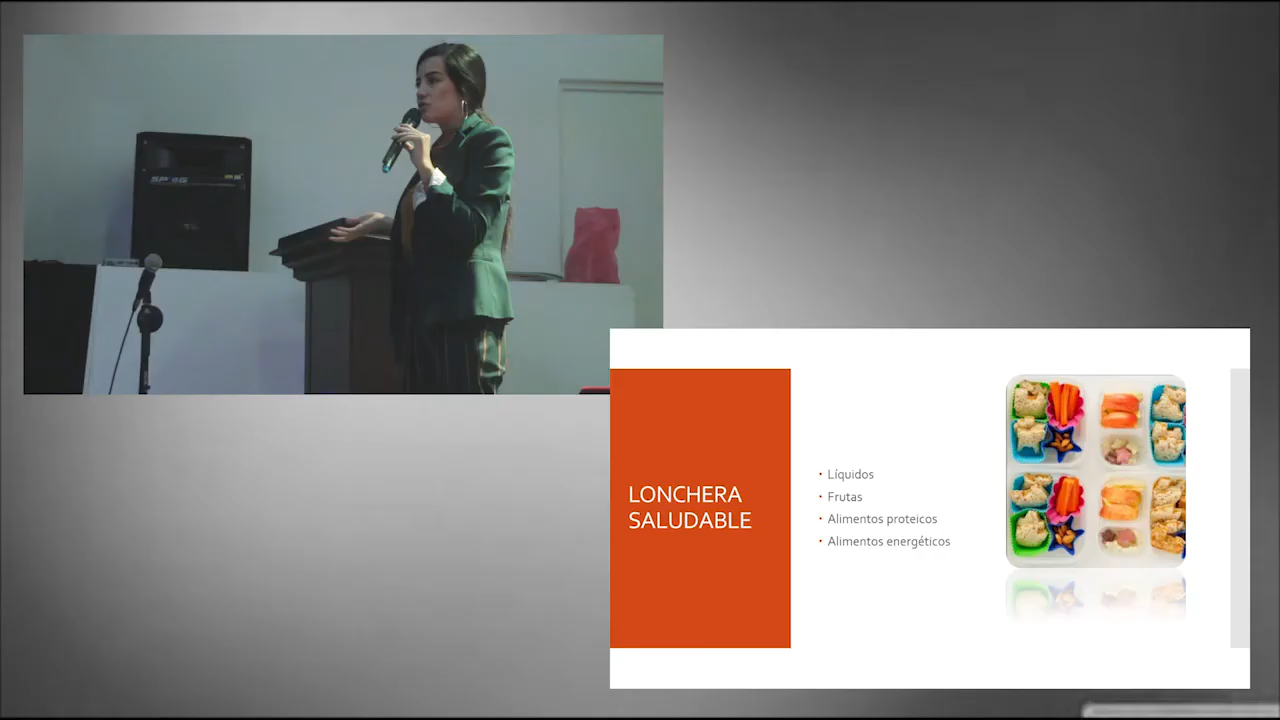 LONCHERA
SALUDABLE
• Líquidos
• Frutas
• Alimentos proteicos
• Alimentos energéticos